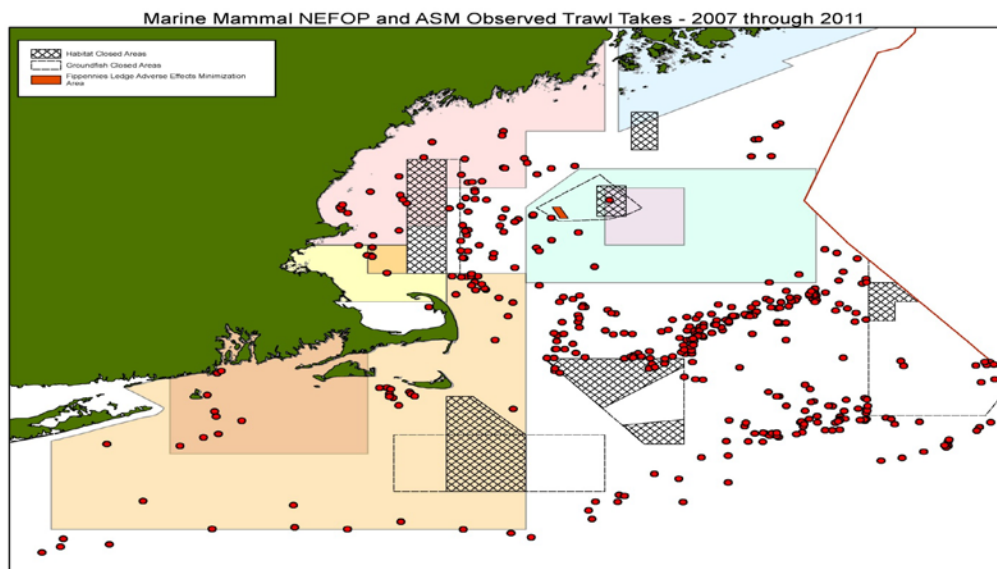 Marine Mammal NEFOP and ASM Observed Trawl Takes - 2007 through 2011
Habitat Closed Areas
Groundfish Closed Areas
Fippennies Ledge Adverse Effects Minimization
Area